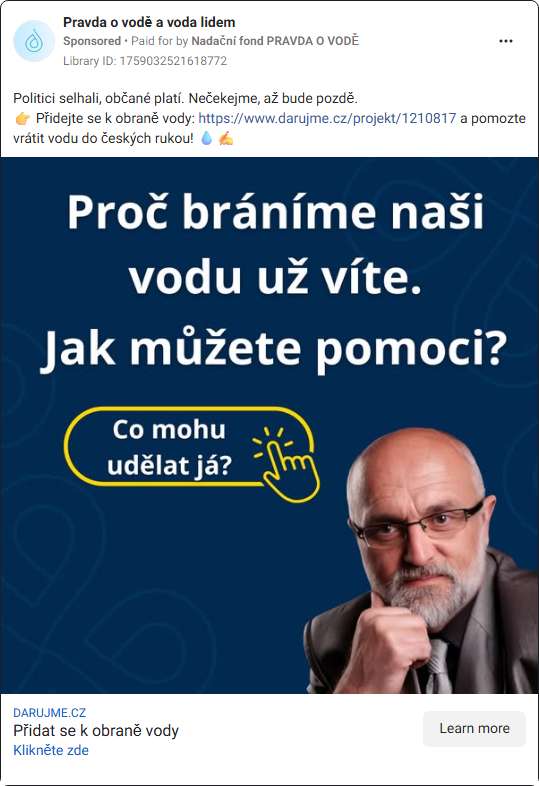 Pravda o vodě a voda lidem
Sponsored • Paid for by Nadační fond PRAVDA O VODĚ
Library ID: 1759032521618772
Politici selhali, občané platí. Nečekejme, až bude pozdě.
👉 Přidejte se k obraně vody: https://www.darujme.cz/projekt/1210817 a pomozte
vrátit vodu do českých rukou! 💧 ✍️
Proč bráníme naši
vodu už víte.
Jak můžete pomoci?
Co mohu
udělat já?
DARUJME.CZ
Přidat se k obraně vody
Klikněte zde
Learn more